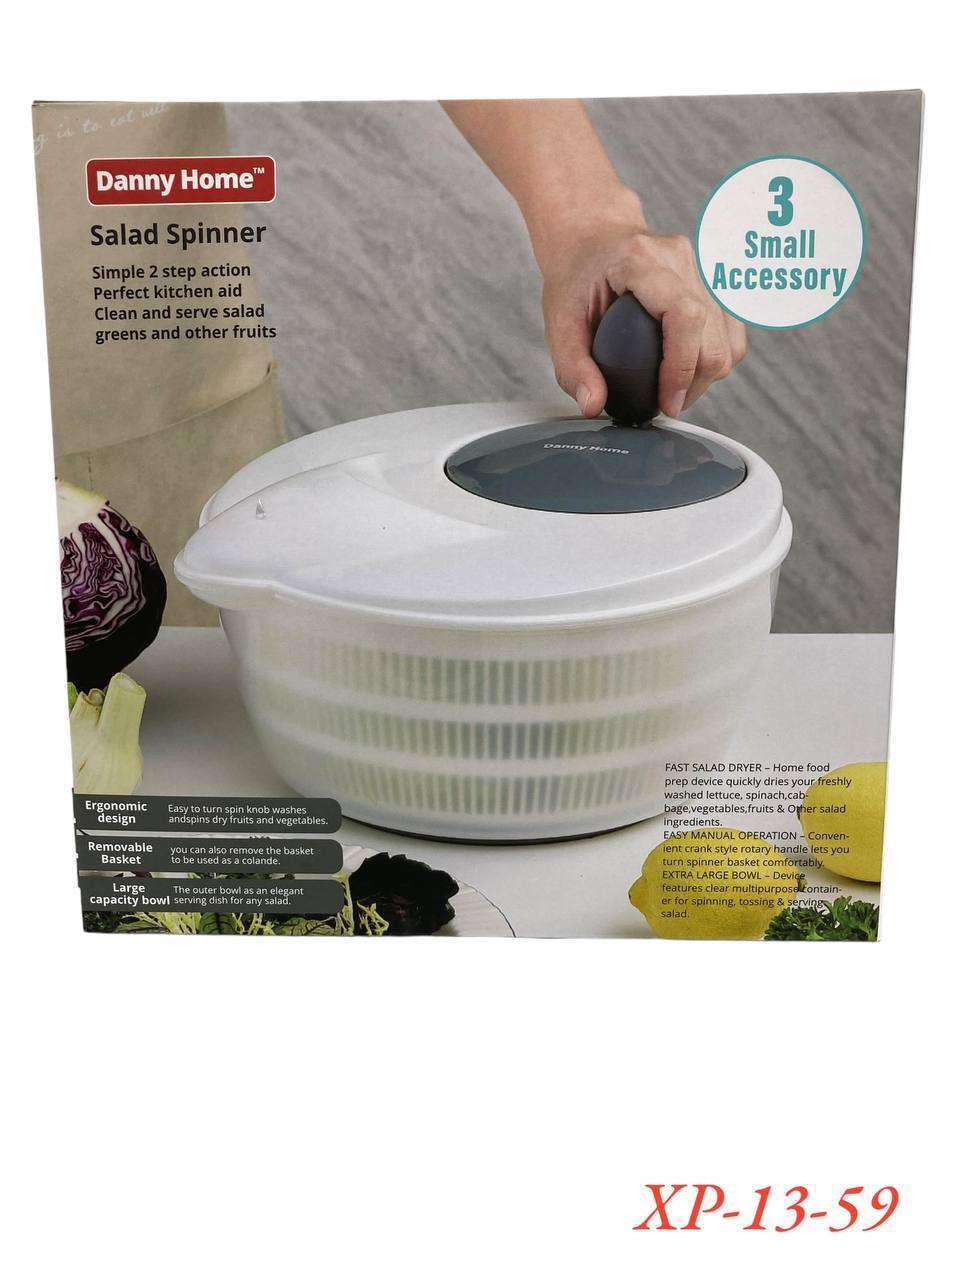 g is to eat well
Danny Home™
Salad Spinner
Simple 2 step action
Perfect kitchen aid
Clean and serve salad
greens and other fruits
3
Small
Accessory
Danny Home
Ergonomic
design
Easy to turn spin knob washes
andspins dry fruits and vegetables.
Removable
Basket
you can also remove the basket
to be used as a colande.
Large
capacity bowl
The outer bowl as an elegant
serving dish for any salad.
FAST SALAD DRYER – Home food
prep device quickly dries your freshly
washed lettuce, spinach,cab-
bage,vegetables,fruits & Other salad
ingredients.
EASY MANUAL OPERATION – Conven-
ient crank style rotary handle lets you
turn spinner basket comfortably.
EXTRA LARGE BOWL – Device
features clear multipurpose contain-
er for spinning, tossing & serving
salad.
XP-13-59